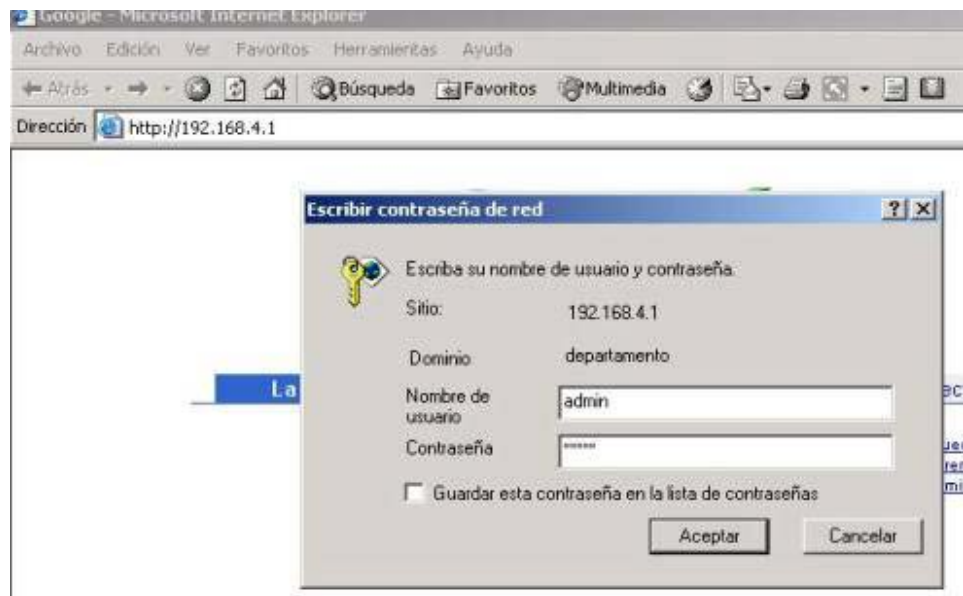 Google - Microsoft Internet Explorer
Archivo Edición Ver Favoritos Herramientas Ayuda
Atrás Búsqueda Favoritos Multimedia
Dirección http://192.168.4.1
Escribir contraseña de red
Escriba su nombre de usuario y contraseña.
Sitio: 192.168.4.1
Dominio departamento
La
Nombre de usuario admin
Contraseña *****
Guardar esta contraseña en la lista de contraseñas
Aceptar Cancelar